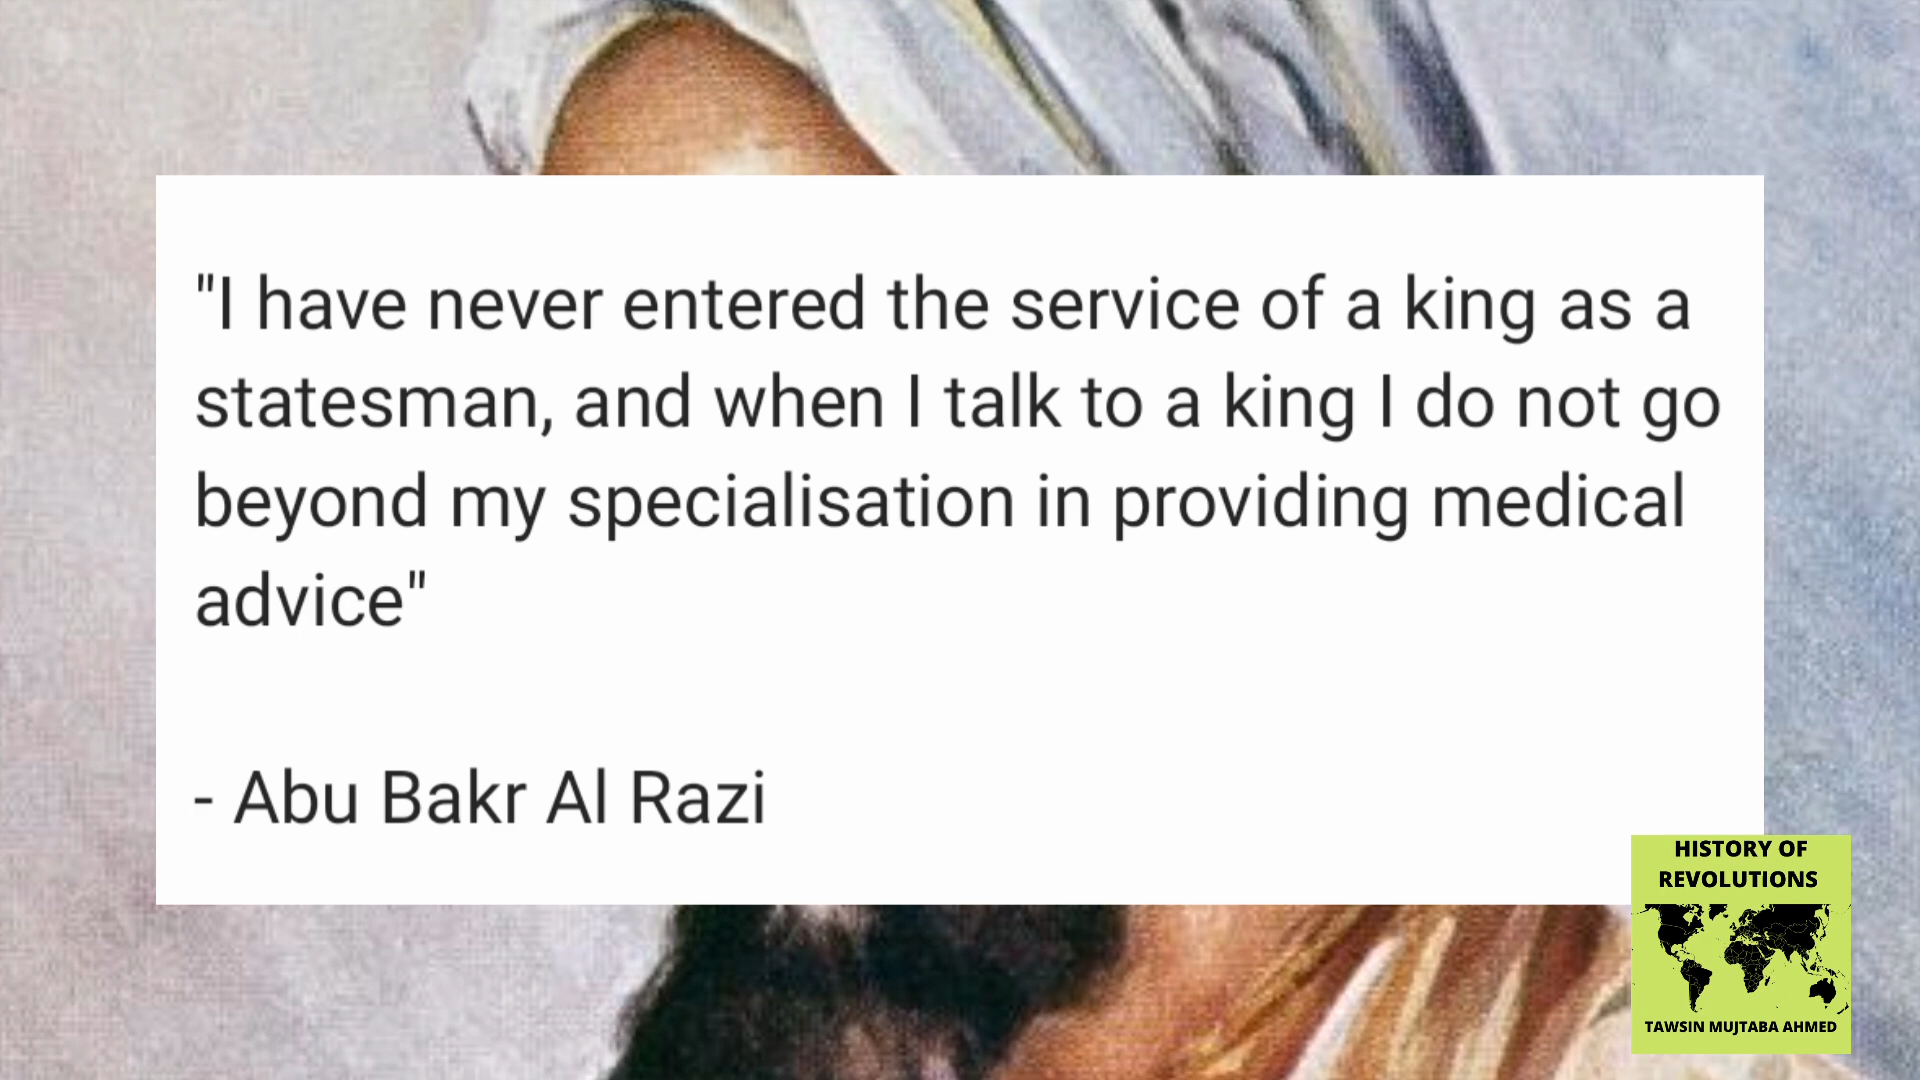 "I have never entered the service of a king as a
statesman, and when I talk to a king I do not go
beyond my specialisation in providing medical
advice"
- Abu Bakr Al Razi
HISTORY OF
REVOLUTIONS
TAWSIN MUJTABA AHMED